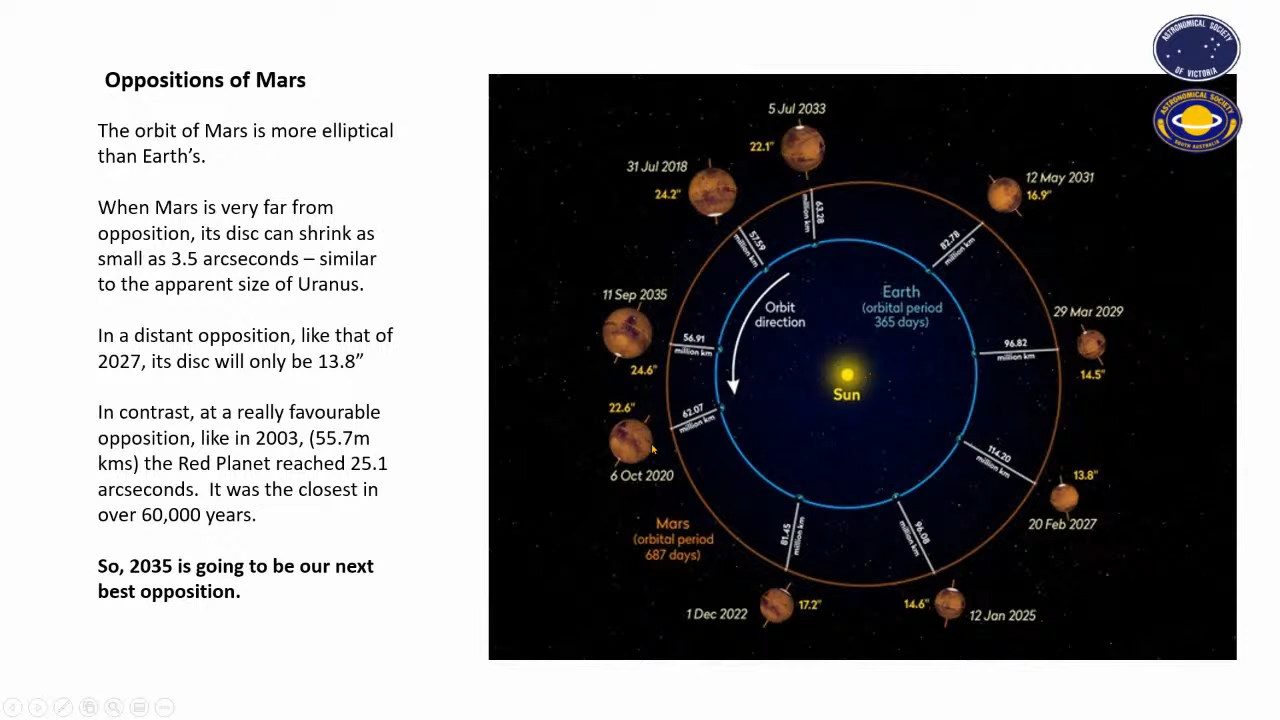 Oppositions of Mars
The orbit of Mars is more elliptical
than Earth’s.
When Mars is very far from
opposition, its disc can shrink as
small as 3.5 arcseconds – similar
to the apparent size of Uranus.
In a distant opposition, like that of
2027, its disc will only be 13.8”
In contrast, at a really favourable
opposition, like in 2003, (55.7m
kms) the Red Planet reached 25.1
arcseconds.  It was the closest in
over 60,000 years.
So, 2035 is going to be our next
best opposition.
ASTRONOMICAL SOCIETY
OF VICTORIA
ASTRONOMICAL SOCIETY
SOUTH AUSTRALIA
5 Jul 2033
22.1"
63.28
million km
31 Jul 2018
24.2"
57.59
million km
12 May 2031
16.9"
82.78
million km
11 Sep 2035
24.6"
56.91
million km
Orbit
direction
Earth
(orbital period
365 days)
29 Mar 2029
14.5"
96.82
million km
Sun
22.6"
6 Oct 2020
62.07
million km
114.20
million km
13.8"
20 Feb 2027
Mars
(orbital period
687 days)
81.45
million km
96.08
million km
1 Dec 2022
17.2"
14.6"
12 Jan 2025